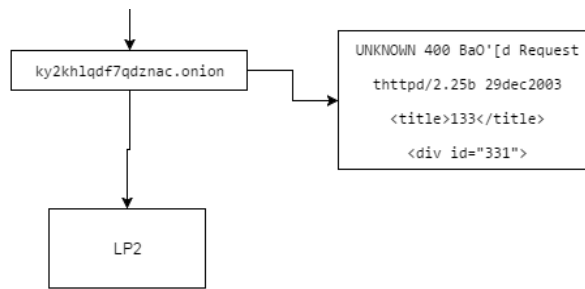 ky2khlqdf7qdznac.onion
UNKNOWN 400 BaO'[d Request
thttpd/2.25b 29dec2003
<title>133</title>
<div id="331">
LP2